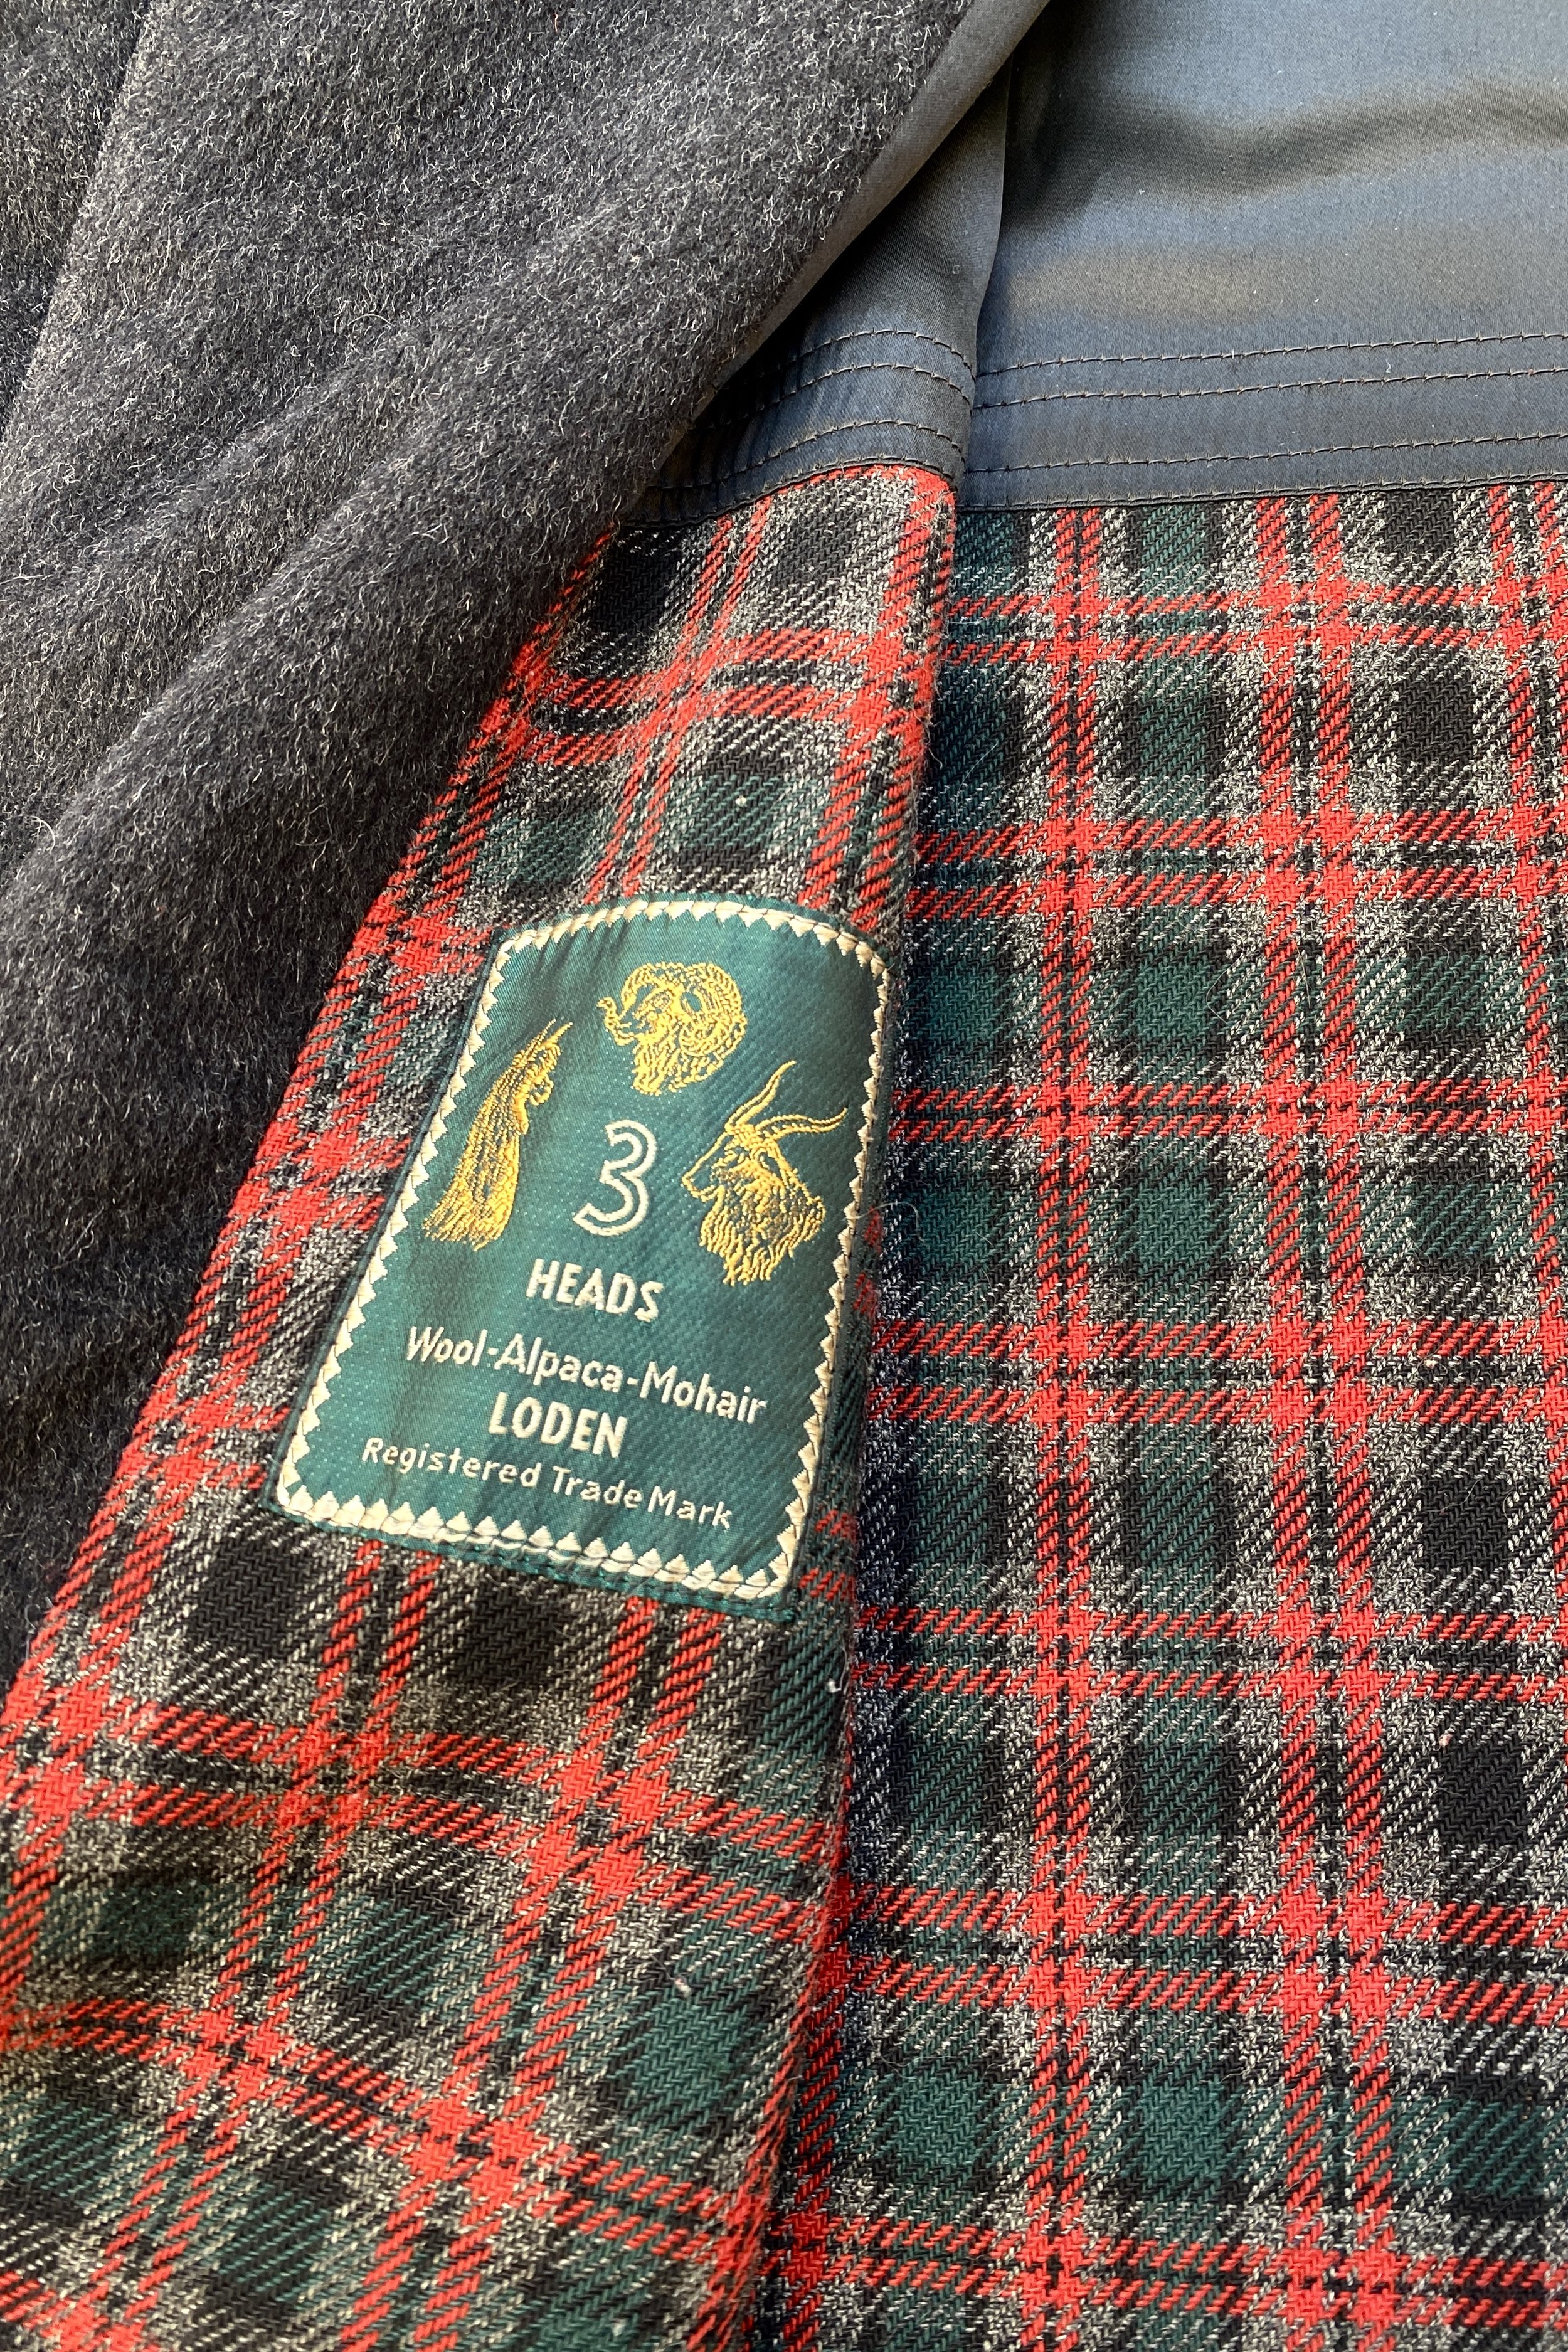 3
HEADS
Wool-Alpaca-Mohair
LODEN
Registered Trade Mark